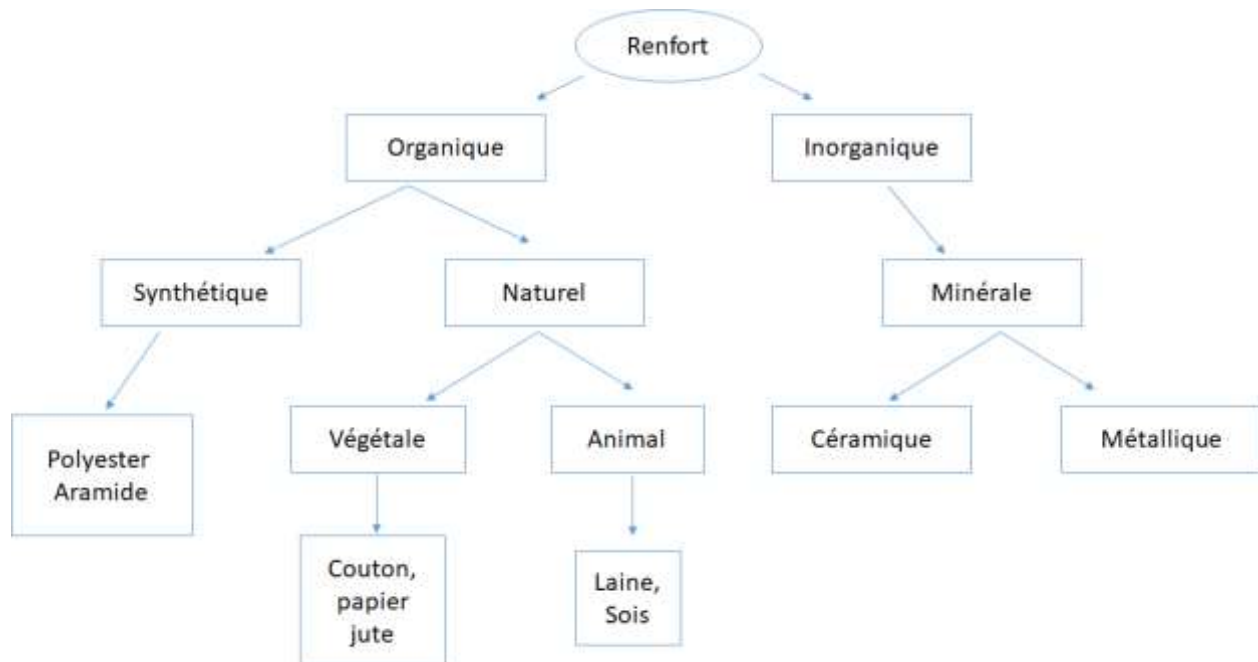 Renfort
Organique
Inorganique
Synthétique
Naturel
Minérale
Polyester
Aramide
Végétale
Animal
Céramique
Métallique
Couton,
papier
jute
Laine,
Sois